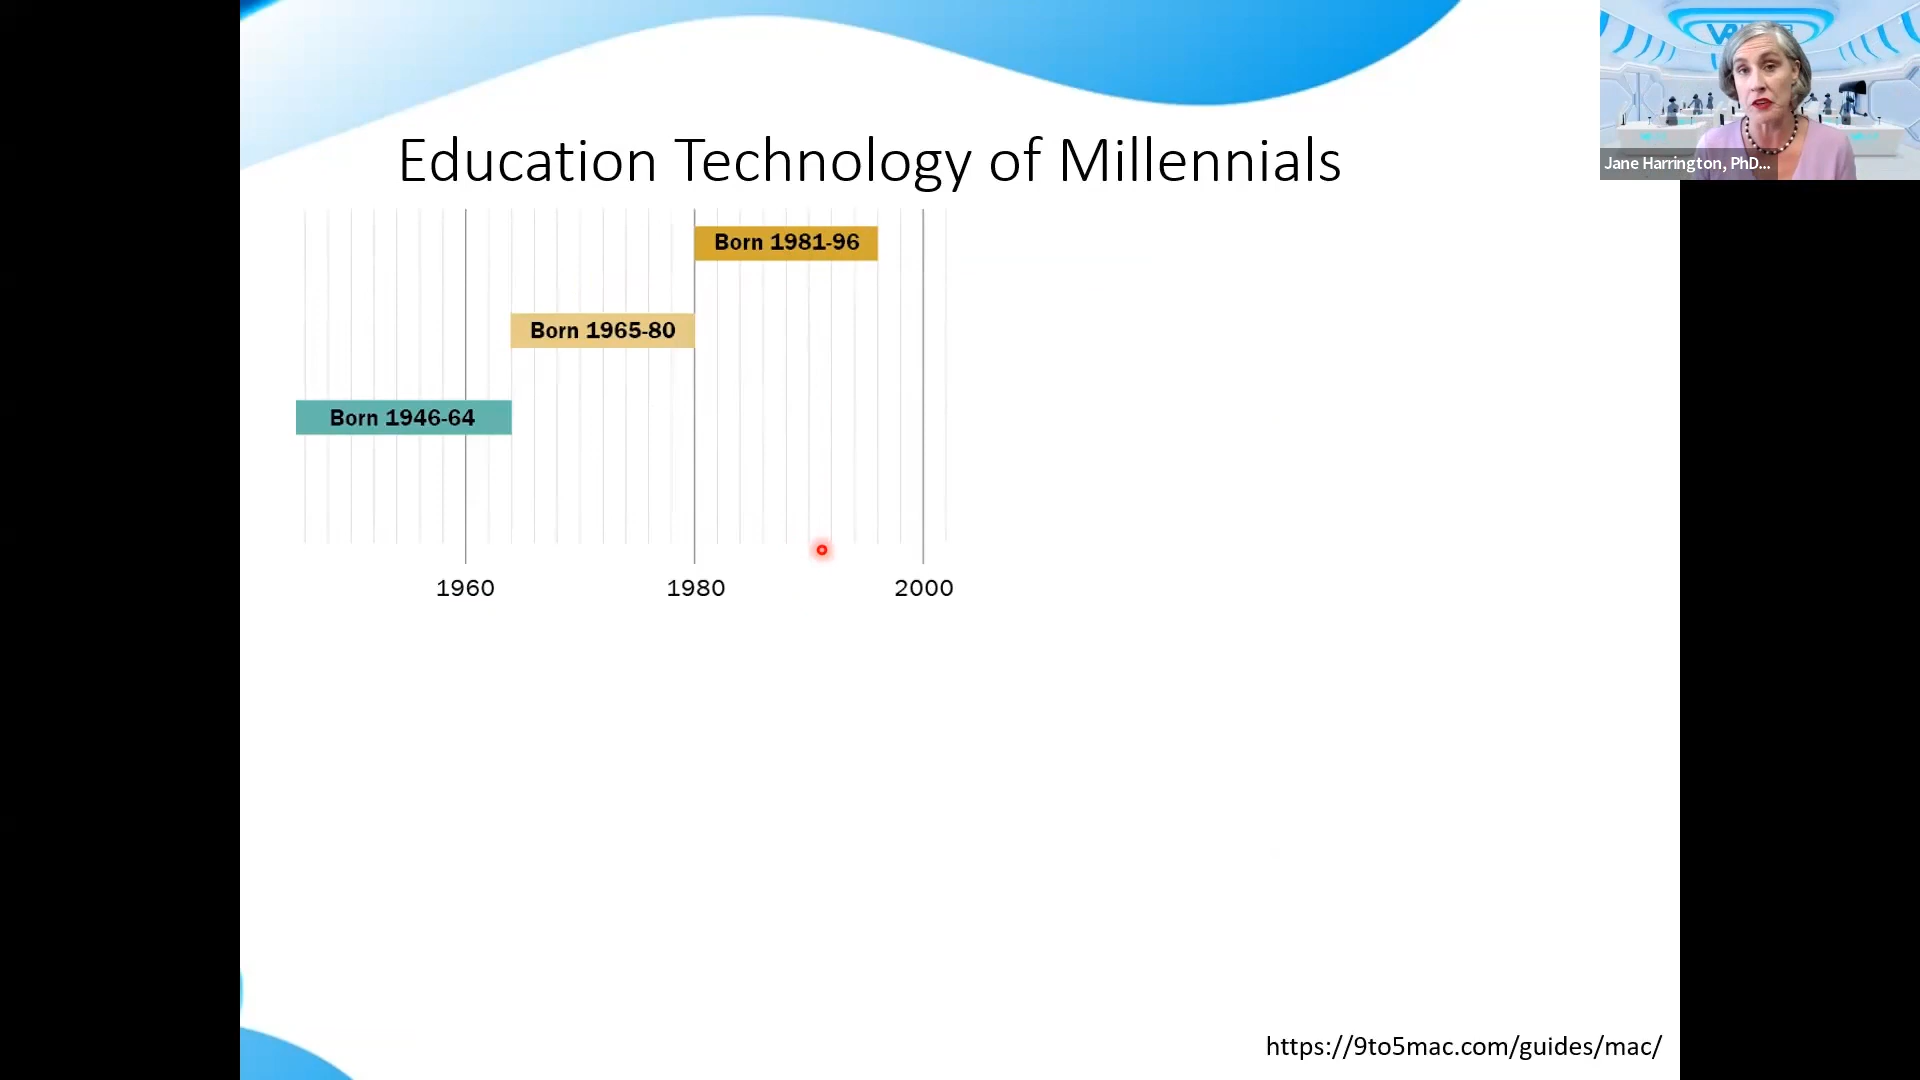 Education Technology of Millennials
Born 1981-96
Born 1965-80
Born 1946-64
1960 1980 2000
https://9to5mac.com/guides/mac/
Jane Harrington, PhD...